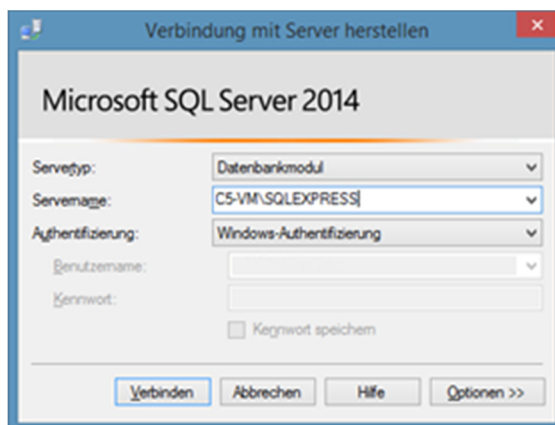 Verbindung mit Server herstellen
Microsoft SQL Server 2014
Servertyp: Datenbankmodul
Servername: C5-VM\SQLEXPRESS
Authentifizierung: Windows-Authentifizierung
Benutzername:
Kennwort:
Kennwort speichern
Verbinden Abbrechen Hilfe Optionen >>